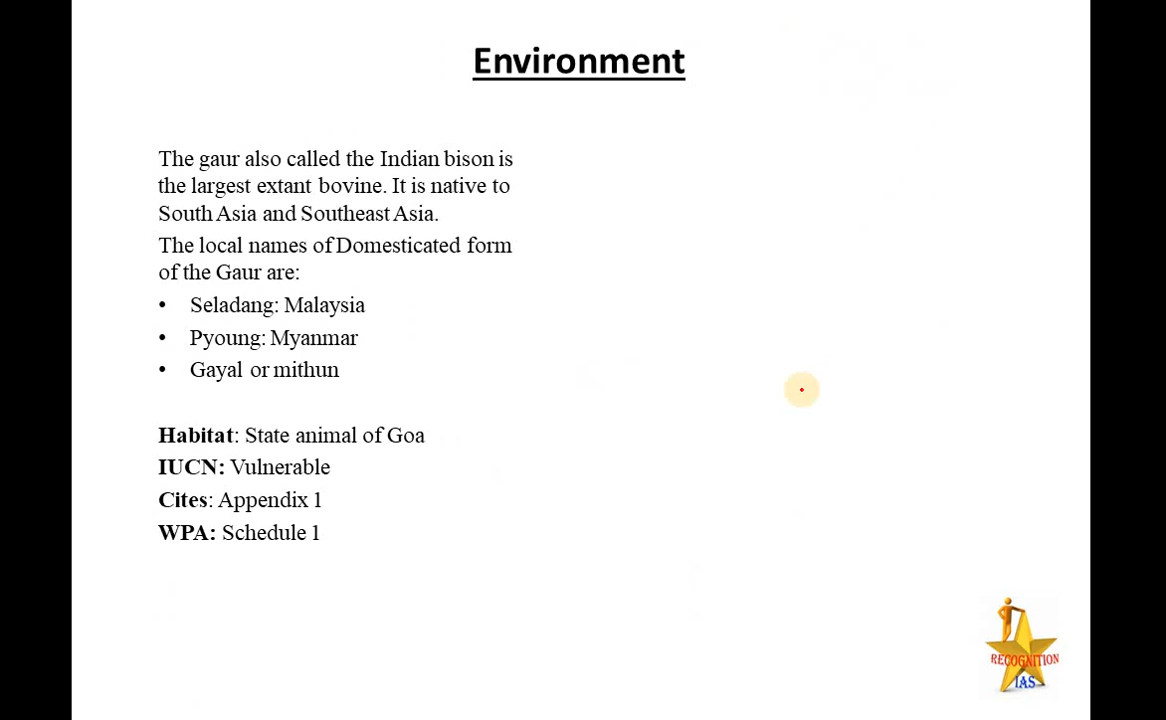 Environment
The gaur also called the Indian bison is
the largest extant bovine. It is native to
South Asia and Southeast Asia.
The local names of Domesticated form
of the Gaur are:
• Seladang: Malaysia
• Pyoung: Myanmar
• Gayal or mithun
Habitat: State animal of Goa
IUCN: Vulnerable
Cites: Appendix 1
WPA: Schedule 1
RECOGNITION
IAS